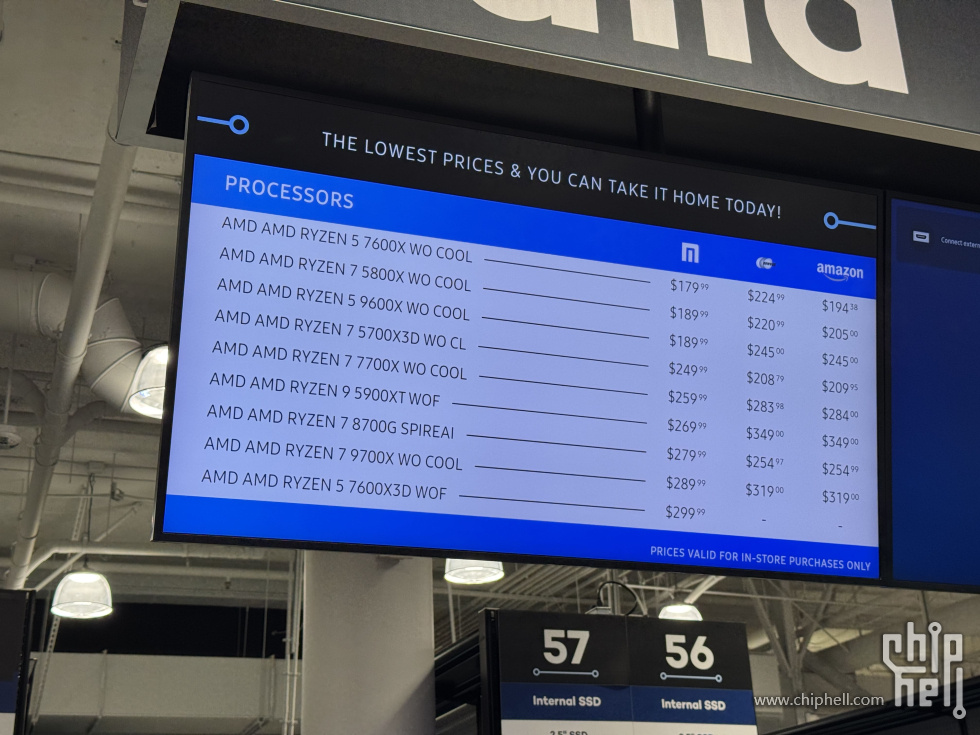 THE LOWEST PRICES & YOU CAN TAKE IT HOME TODAY!
PROCESSORS
amazon
AMD AMD RYZEN 5 7600X WO COOL $179.99 $224.99 $194.38
AMD AMD RYZEN 7 5800X WO COOL $189.99 $220.99 $205.00
AMD AMD RYZEN 5 9600X WO COOL $189.99 $245.00 $245.00
AMD AMD RYZEN 7 5700X3D WO CL $249.99 $208.79 $209.95
AMD AMD RYZEN 7 7700X WO COOL $259.99 $283.98 $284.00
AMD AMD RYZEN 9 5900XT WOF $269.99 $349.00 $349.00
AMD AMD RYZEN 7 8700G SPIREAI $279.99 $254.97 $254.99
AMD AMD RYZEN 7 9700X WO COOL $289.99 $319.00 $319.00
AMD AMD RYZEN 5 7600X3D WOF $299.99 - -
PRICES VALID FOR IN-STORE PURCHASES ONLY
Connect
57 56
Internal SSD Internal SSD
2.5" SSD
www.chiphell.com
chip
hell